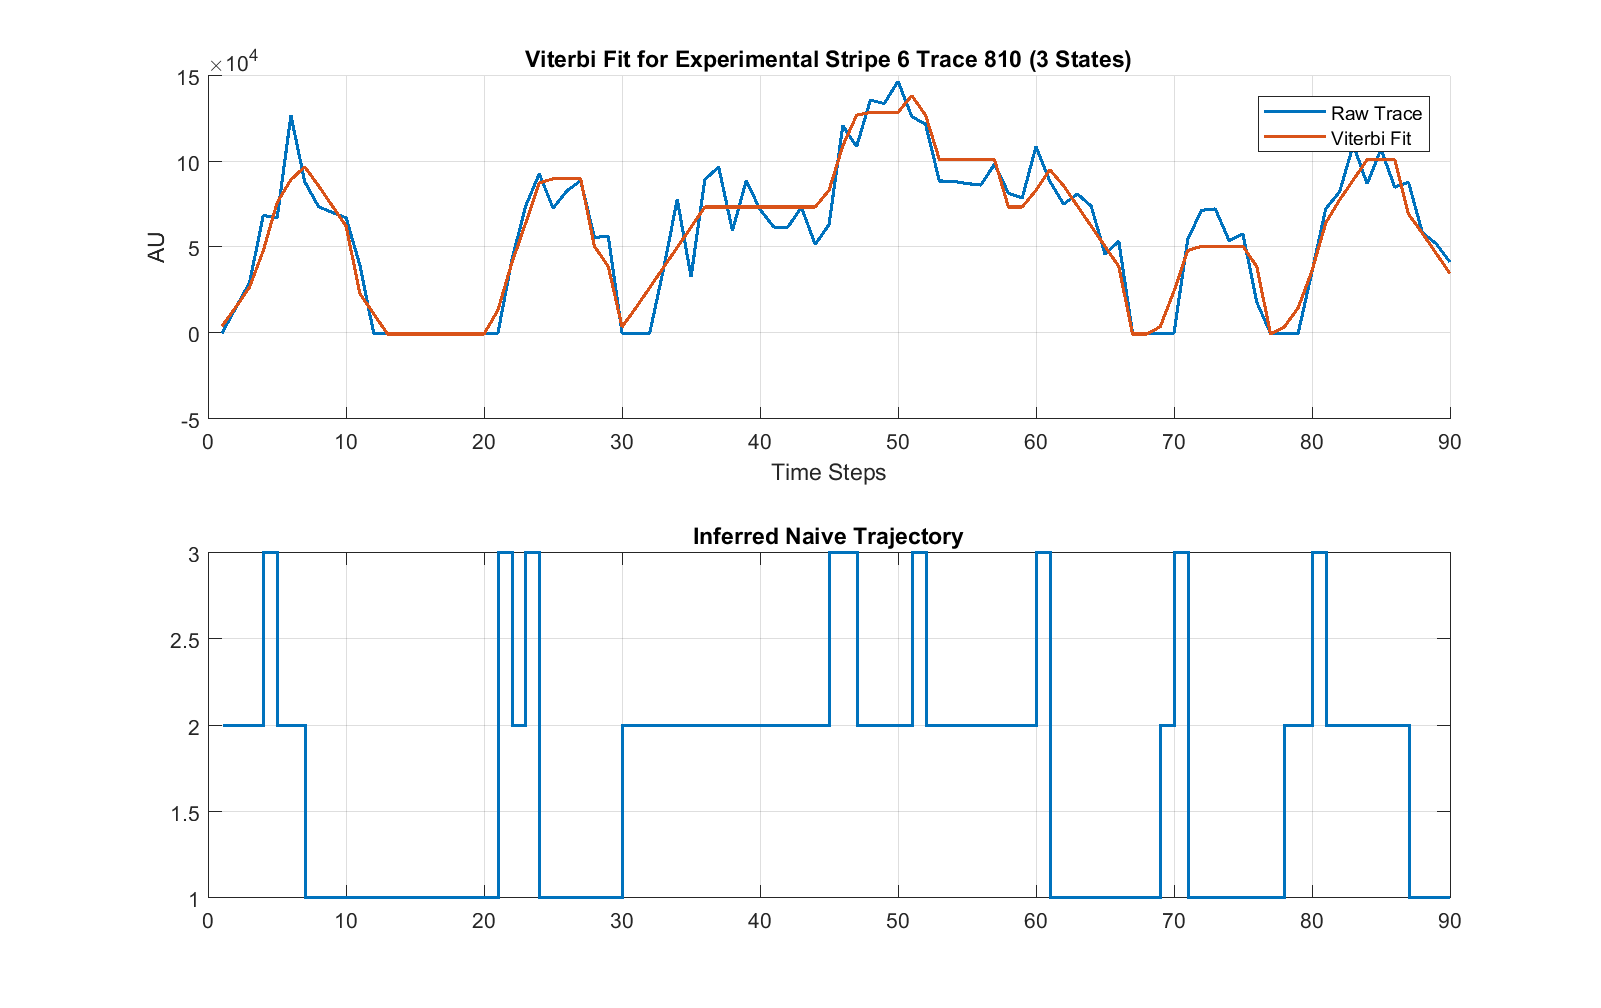 Viterbi Fit for Experimental Stripe 6 Trace 810 (3 States)
×10^4
15
10
5
0
-5
AU
Raw Trace
Viterbi Fit
0 10 20 30 40 50 60 70 80 90
Time Steps
Inferred Naive Trajectory
3
2.5
2
1.5
1
0 10 20 30 40 50 60 70 80 90